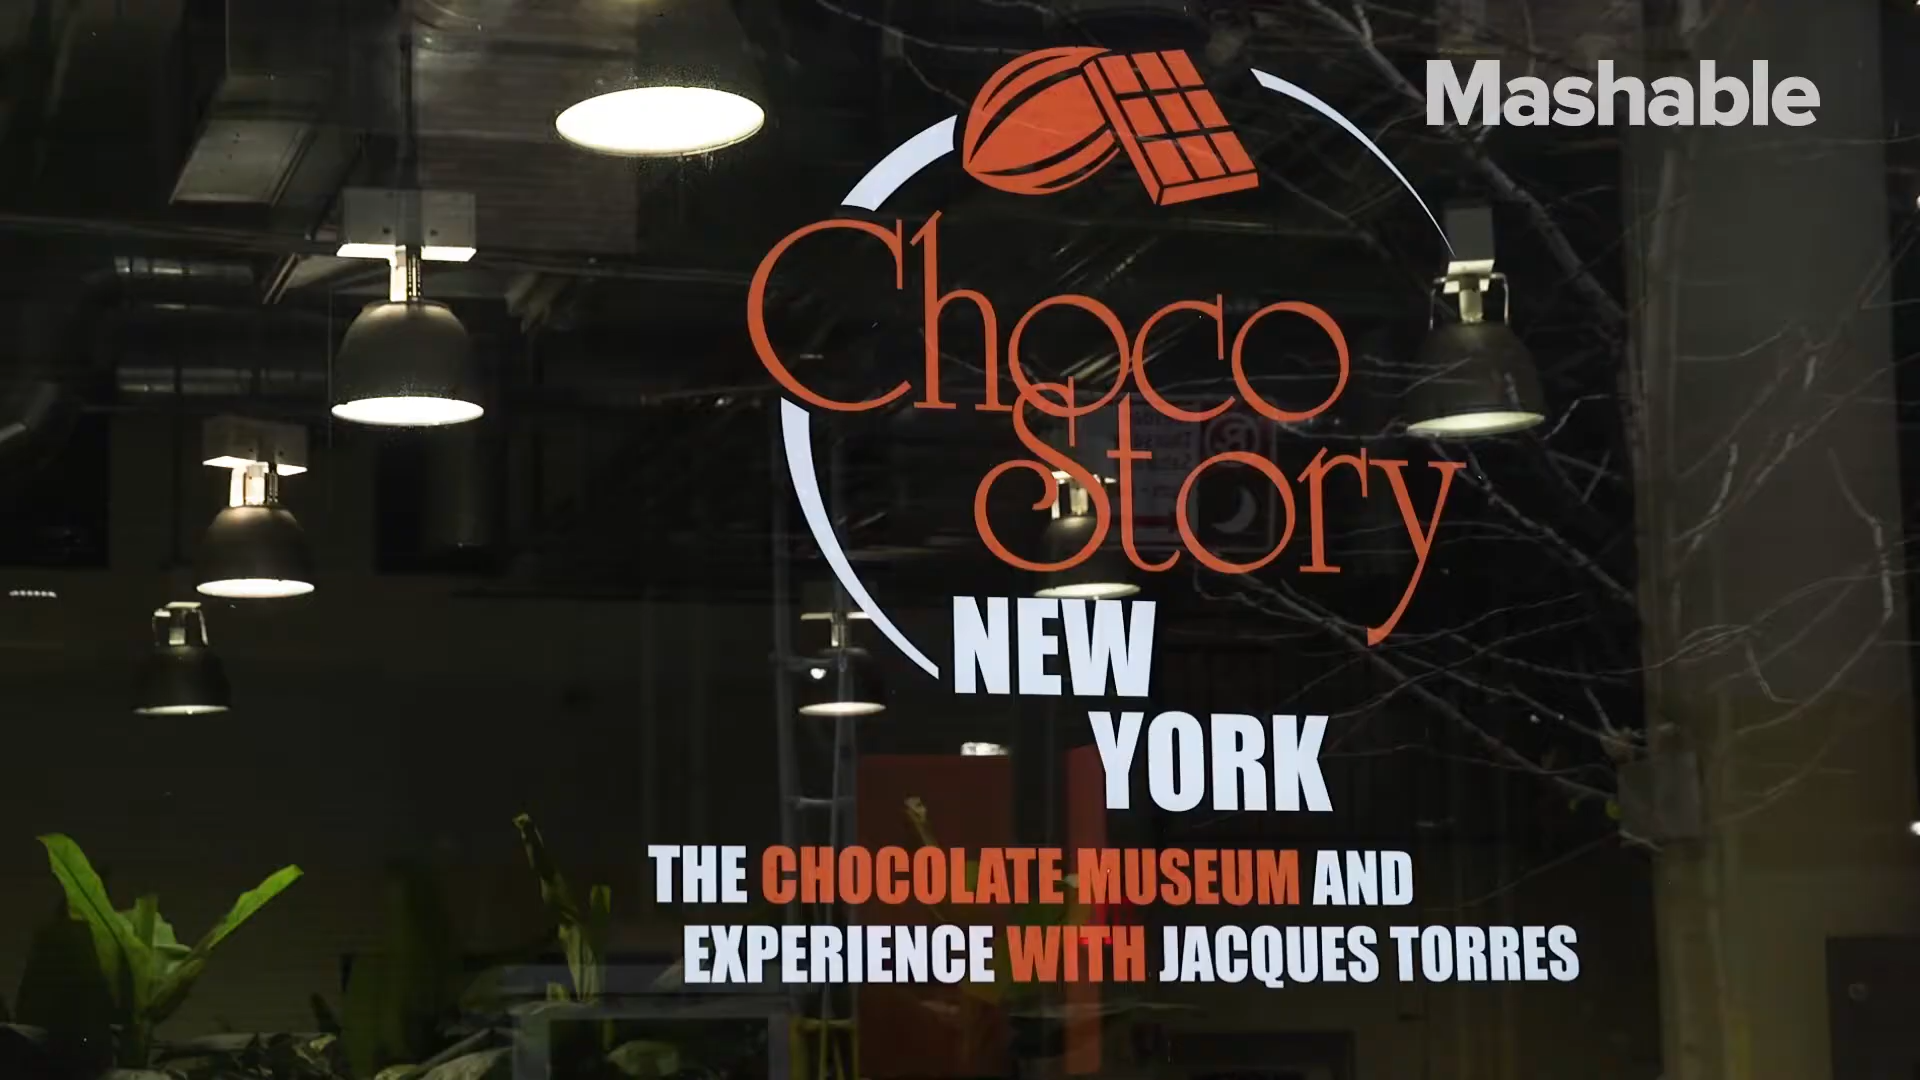 Mashable
Choco
Story
NEW
YORK
THE CHOCOLATE MUSEUM AND
EXPERIENCE WITH JACQUES TORRES